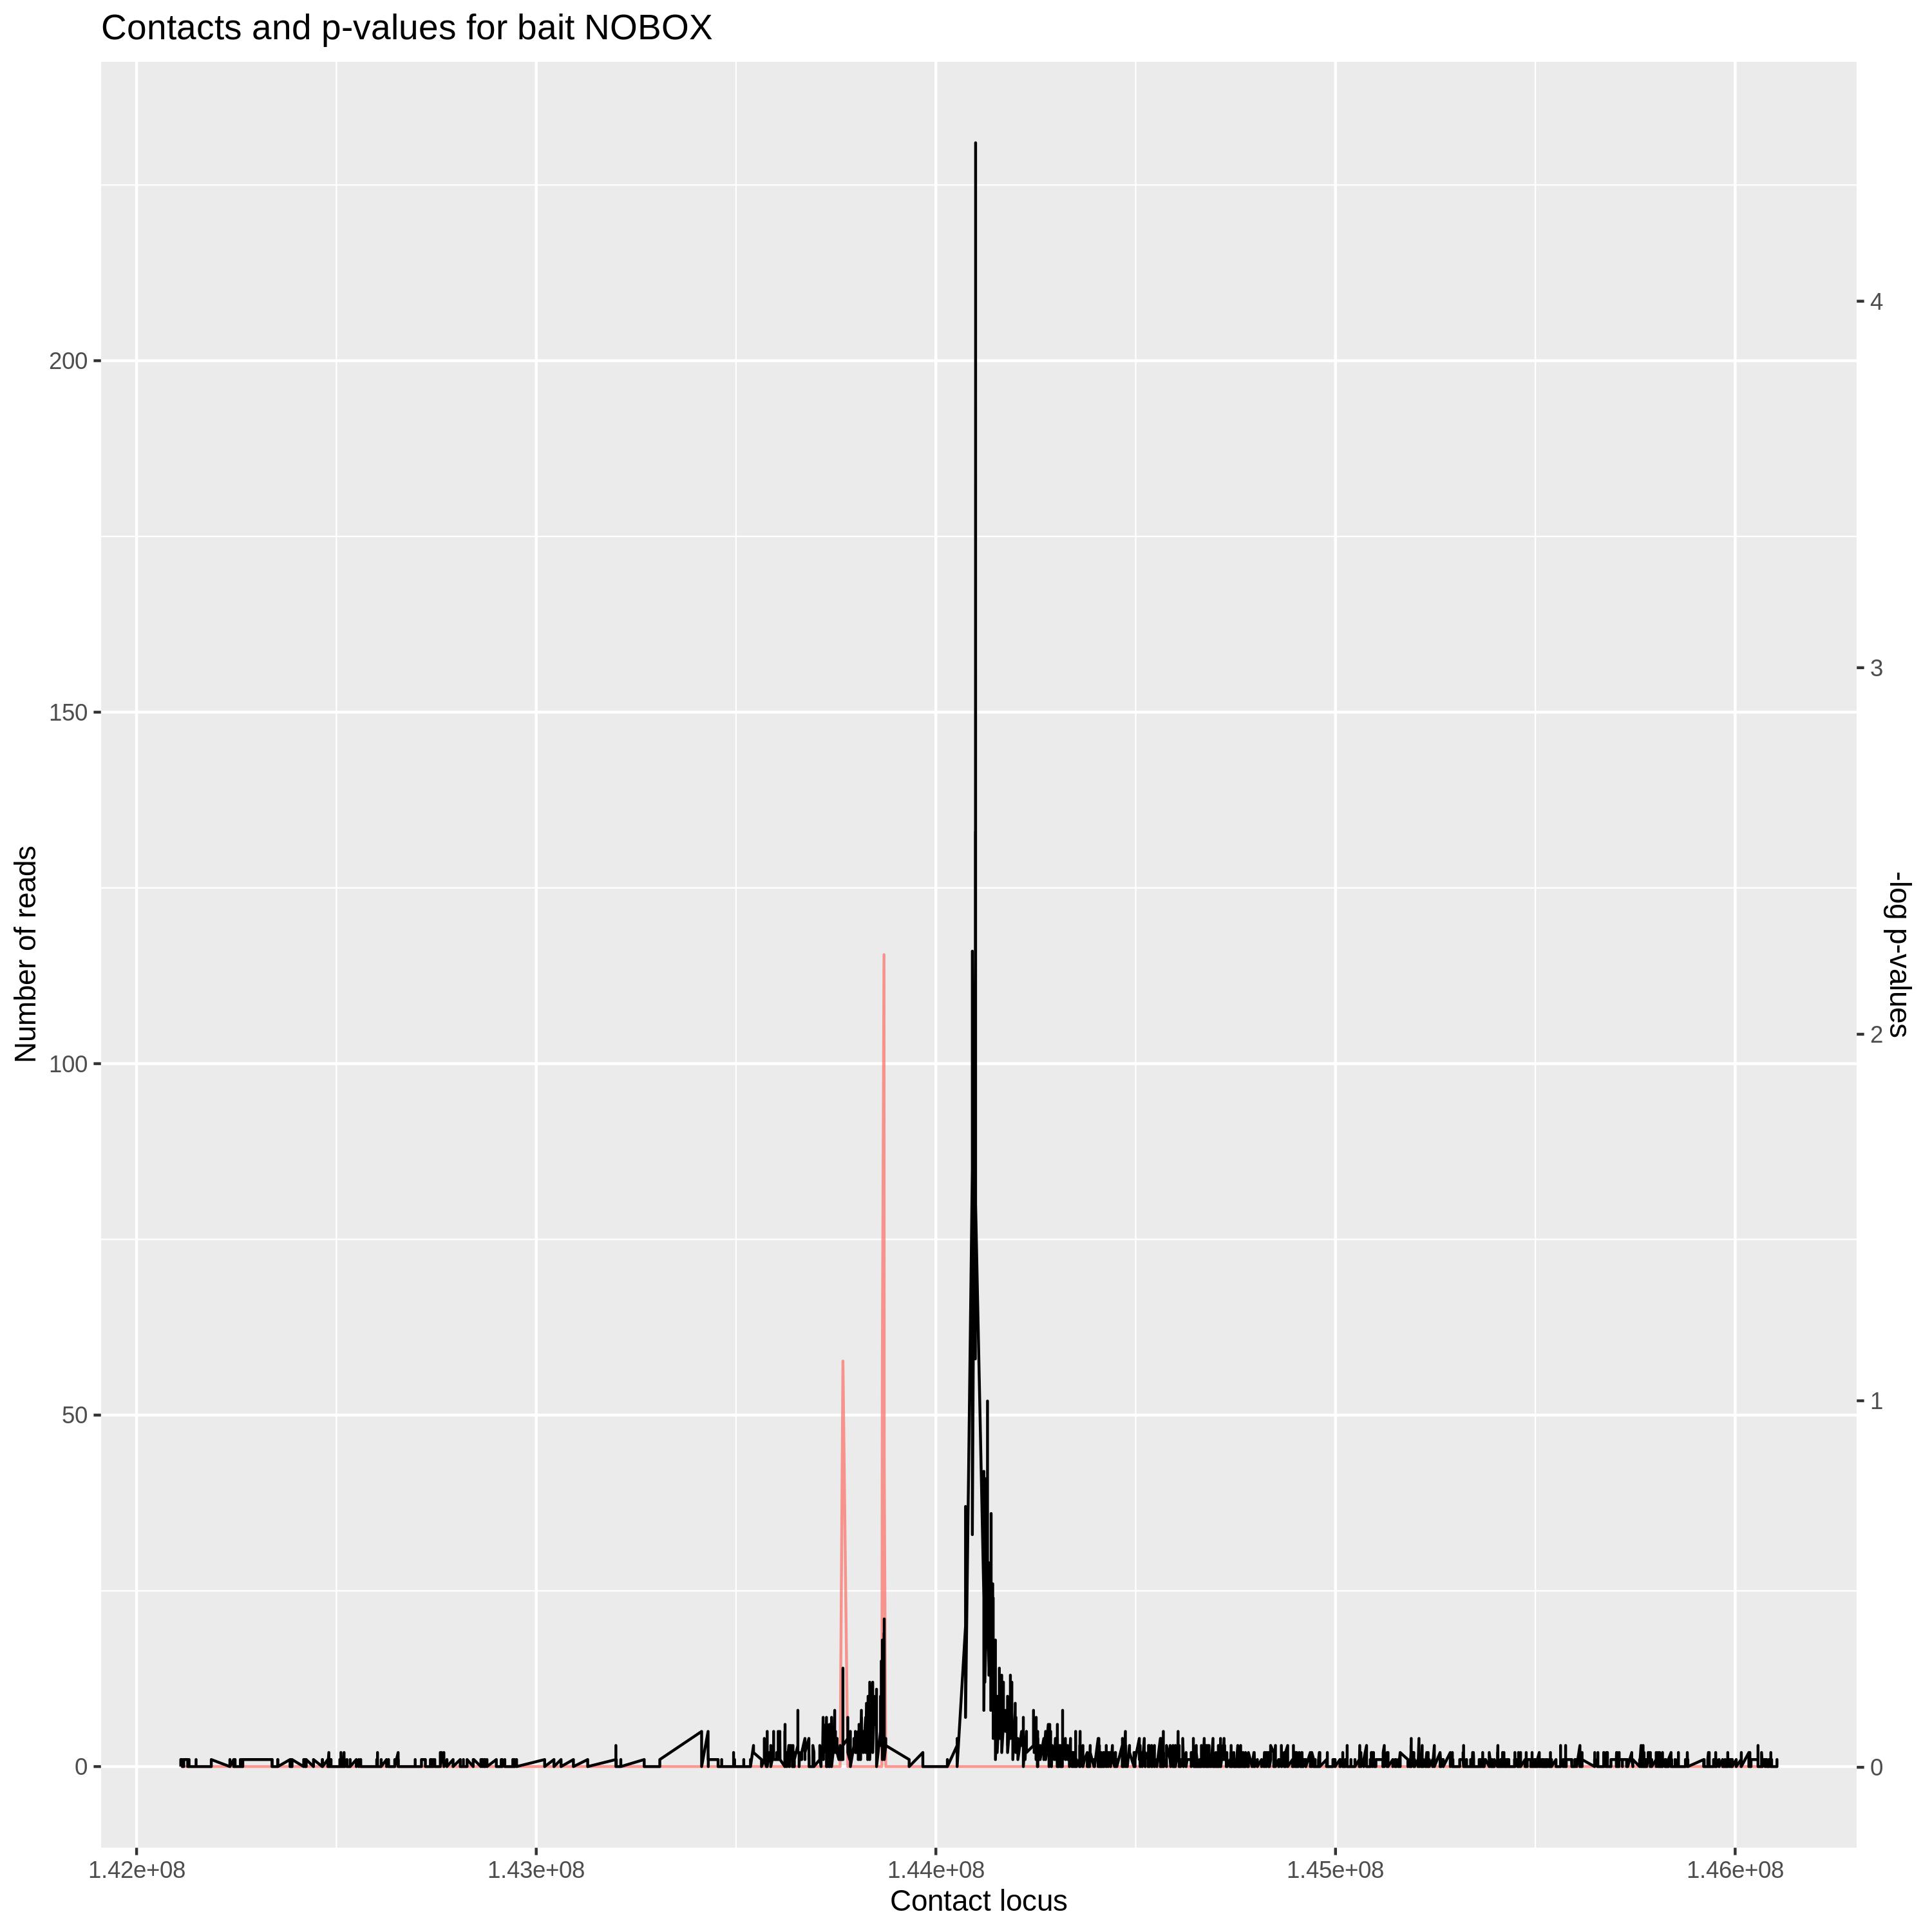 Contacts and p-values for bait NOBOX
Number of reads
200
150
100
50
0
4
3
2
1
0
-log p-values
1.42e+08
1.43e+08
1.44e+08
1.45e+08
1.46e+08
Contact locus